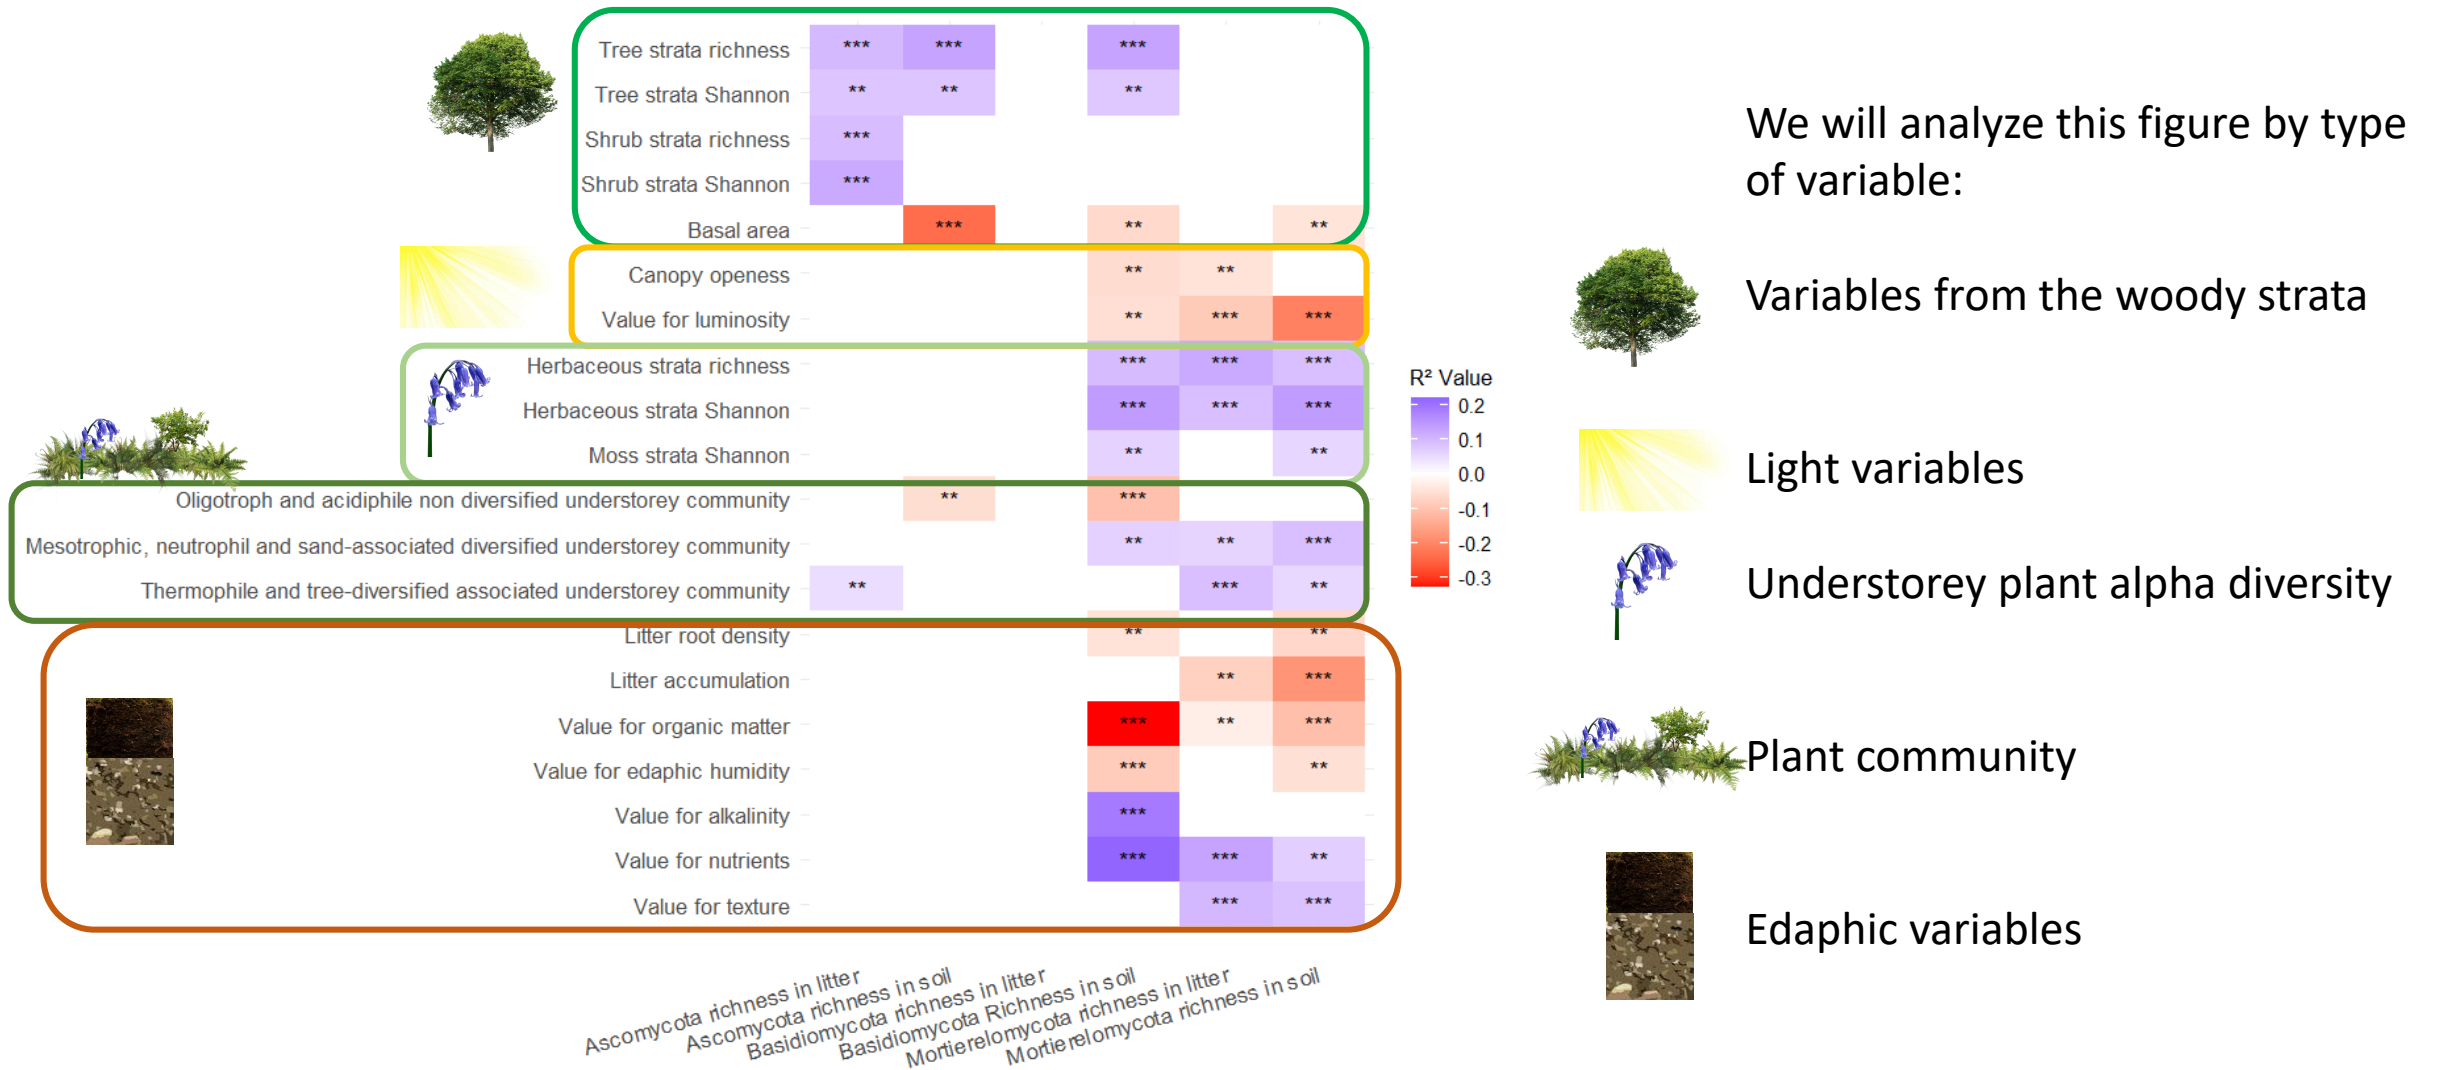 Tree strata richness *** *** ***
Tree strata Shannon ** ** **
Shrub strata richness ***
Shrub strata Shannon ***
Basal area *** ** **
Canopy openess ** **
Value for luminosity ** *** ***
Herbaceous strata richness *** *** ***
Herbaceous strata Shannon *** *** ***
Moss strata Shannon ** **
Oligotroph and acidiphile non diversified understorey community ** ***
Mesotrophic, neutrophil and sand-associated diversified understorey community ** ** ***
Thermophile and tree-diversified associated understorey community ** *** **
Litter root density ** **
Litter accumulation ** ***
Value for organic matter *** ** ***
Value for edaphic humidity *** **
Value for alkalinity ***
Value for nutrients *** *** **
Value for texture *** ***
Ascomycota richness in litter
Ascomycota richness in soil
Basidiomycota richness in litter
Basidiomycota Richness in soil
Mortierelomycota richness in litter
Mortierelomycota richness in soil
R² Value
0.2
0.1
0.0
-0.1
-0.2
-0.3
We will analyze this figure by type
of variable:
Variables from the woody strata
Light variables
Understorey plant alpha diversity
Plant community
Edaphic variables